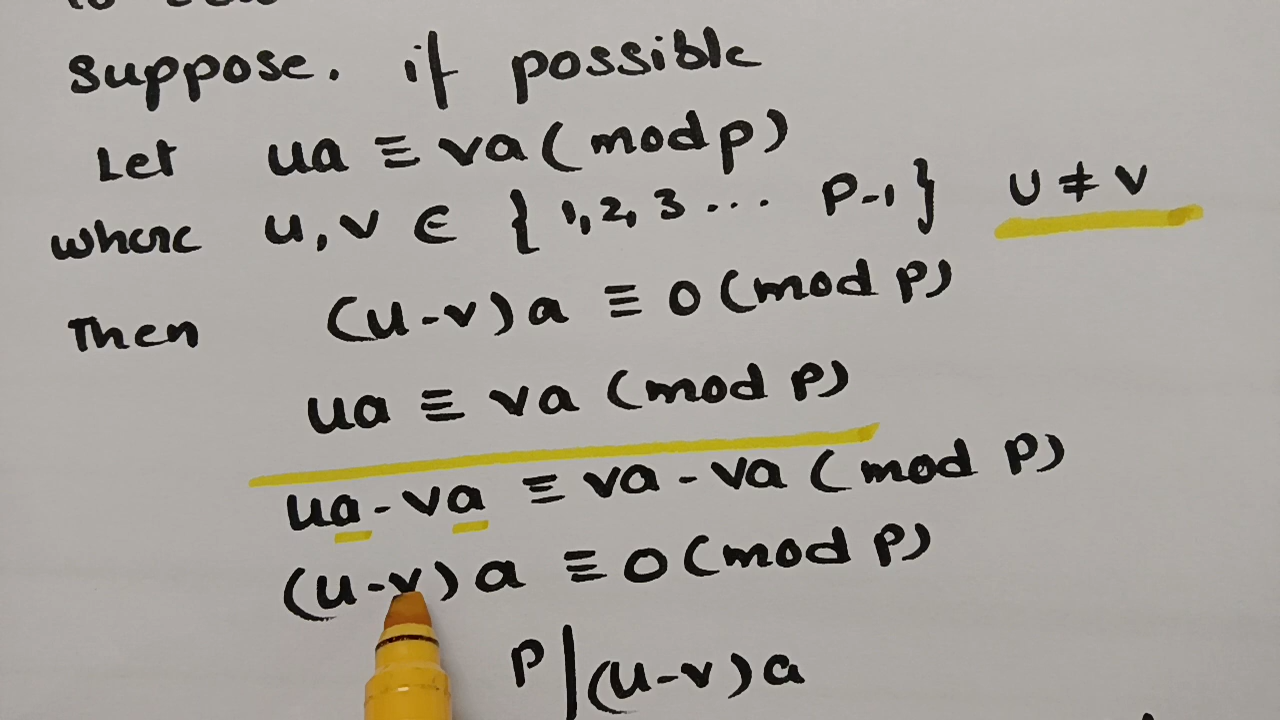 suppose. if possible
Let ua ≡ va (mod p)
where u, v ∈ { 1, 2, 3 ... P-1 } U ≠ V
Then (u-v) a ≡ 0 (mod p)
ua ≡ va (mod p)
ua - va ≡ va - va (mod p)
(u-v) a ≡ 0 (mod p)
P | (u-v) a